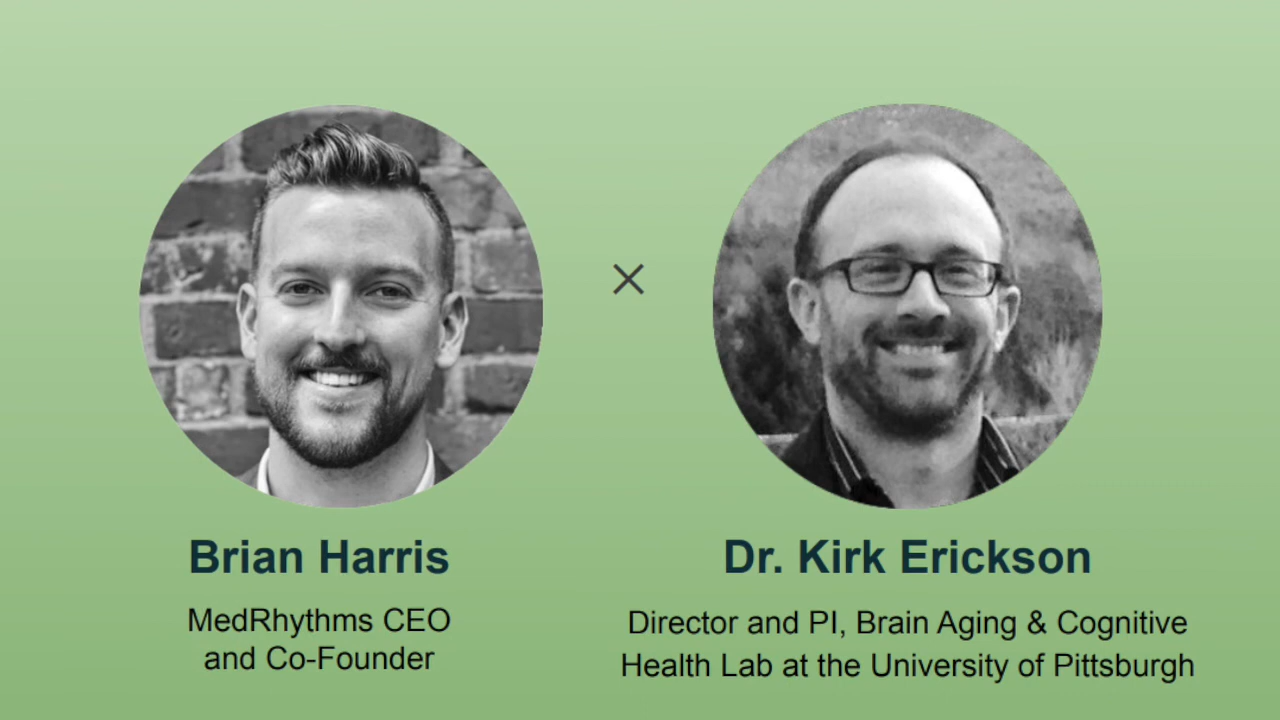 ×
Brian Harris
MedRhythms CEO
and Co-Founder
Dr. Kirk Erickson
Director and PI, Brain Aging & Cognitive
Health Lab at the University of Pittsburgh